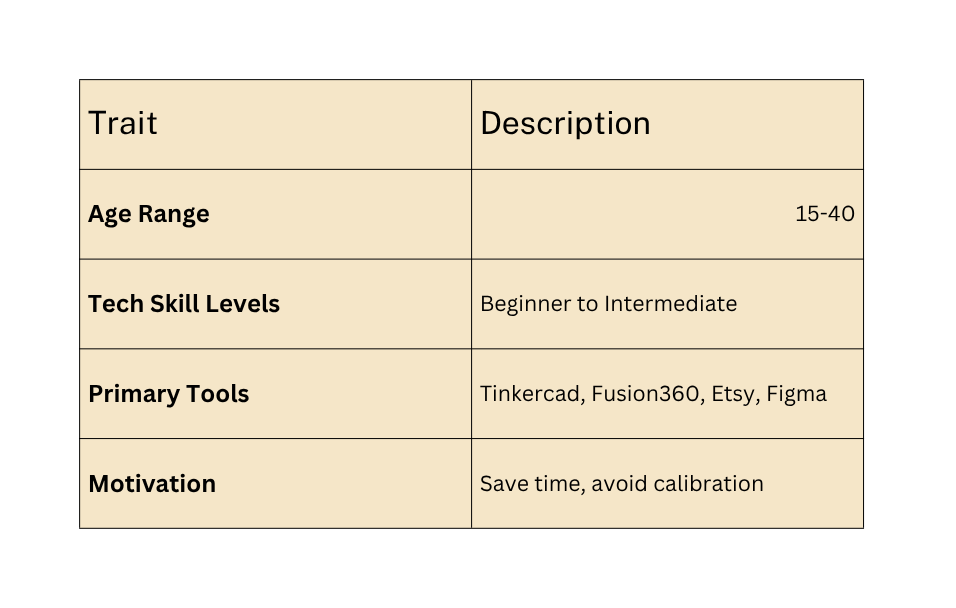 Trait Description
Age Range 15-40
Tech Skill Levels Beginner to Intermediate
Primary Tools Tinkercad, Fusion360, Etsy, Figma
Motivation Save time, avoid calibration